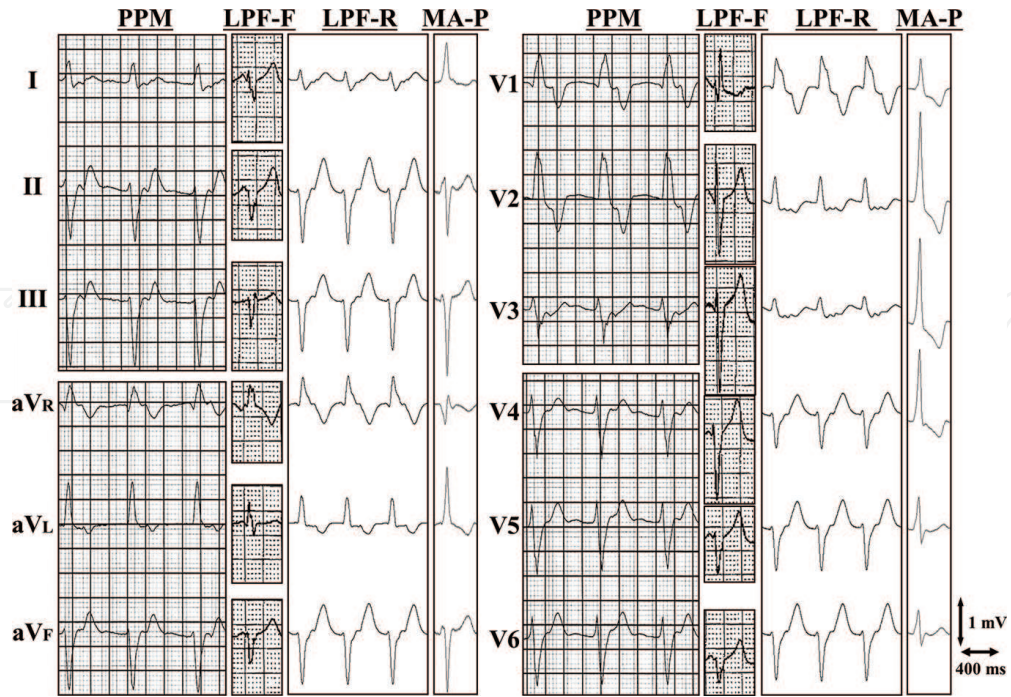 PPM LPF-F LPF-R MA-P PPM LPF-F LPF-R MA-P
I
II
III
aVR
aVL
aVF
V1
V2
V3
V4
V5
V6
1 mV
400 ms